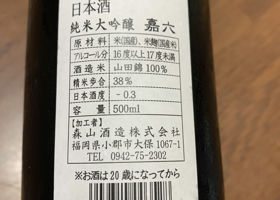 日本酒
純米大吟醸 嘉六
原材料 米(国産)、米麹(国産米)
アルコール分 16度以上17度未満
酒造米 山田錦100%
精米歩合 38%
日本酒度 -0.3
容量 500ml
【加工者】
森山酒造株式会社
福岡県小郡市大保1067-1
TEL 0942-75-2302
※お酒は20歳になってから